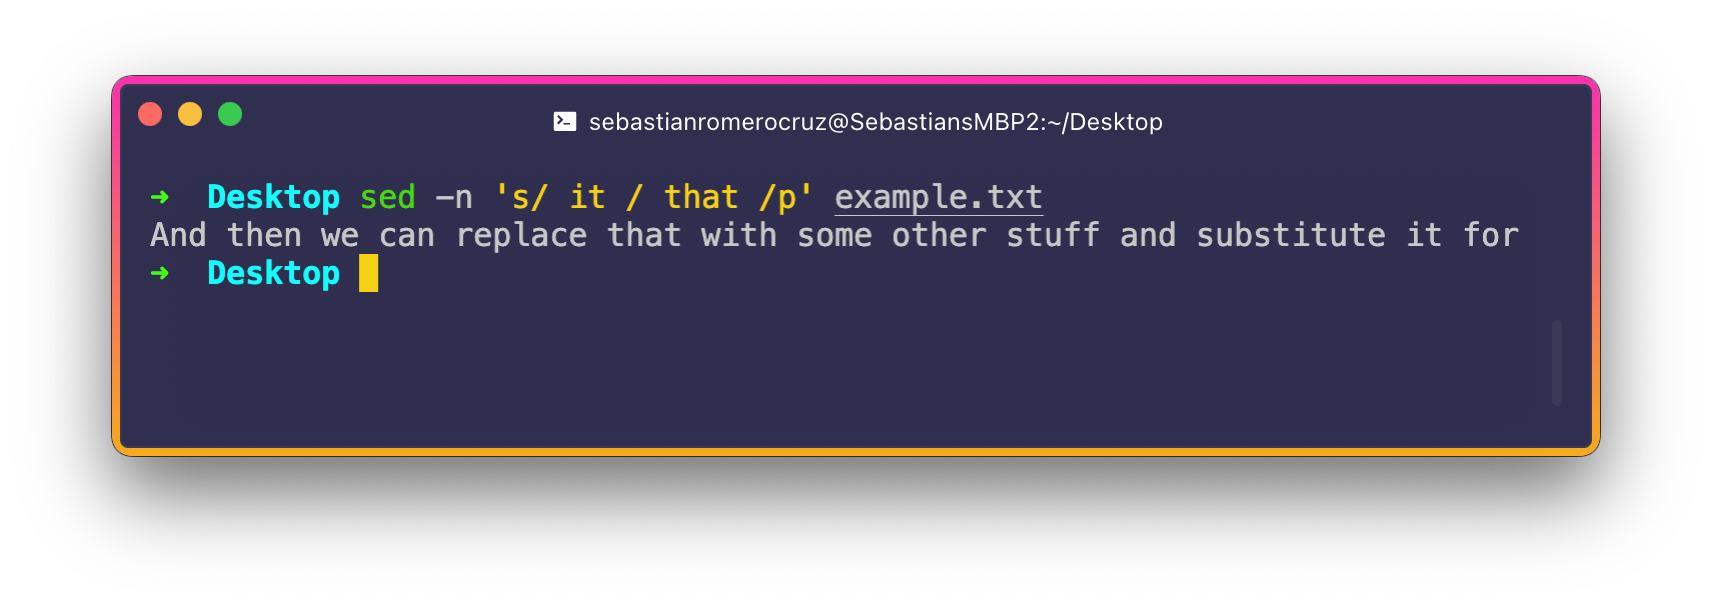 sebastianromerocruz@SebastiansMBP2:~/Desktop
➜ Desktop sed -n 's/ it / that /p' example.txt
And then we can replace that with some other stuff and substitute it for
➜ Desktop